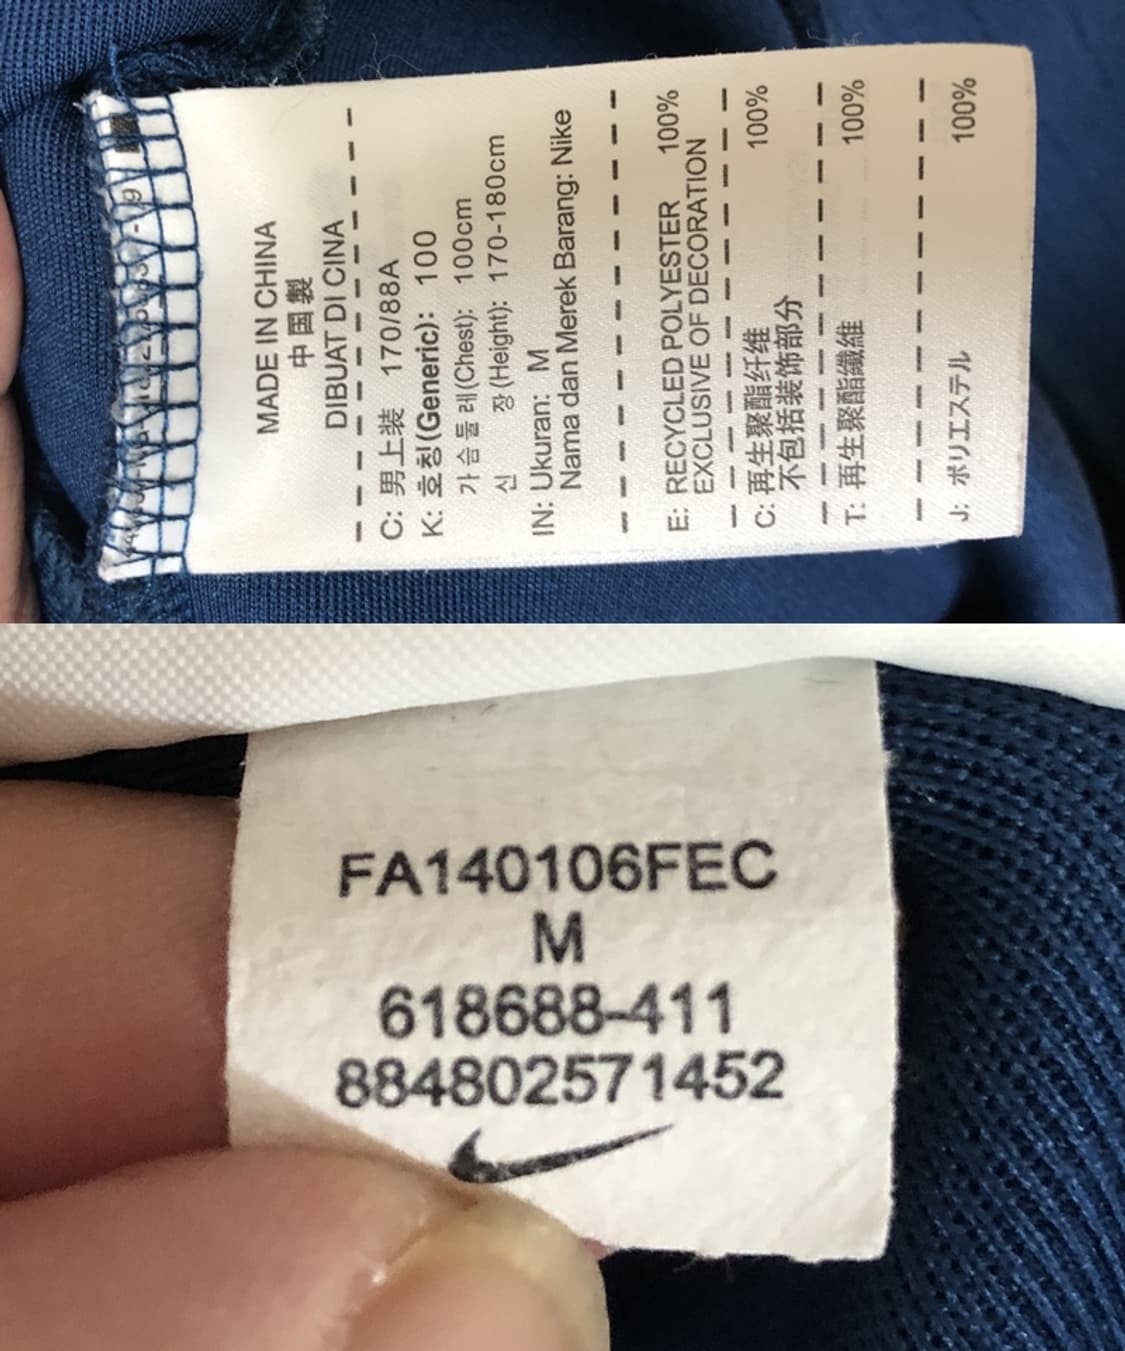 MADE IN CHINA
中国製
DIBUAT DI CINA
C: 男上装 170/88A
K: 호칭(Generic): 100
가슴둘레(Chest): 100cm
신 장(Height): 170-180cm
IN: Ukuran: M
Nama dan Merek Barang: Nike
E: RECYCLED POLYESTER 100%
EXCLUSIVE OF DECORATION
C: 再生聚酯纤维 100%
不包括装饰部分
T: 再生聚酯纖維 100%
J: ポリエステル 100%
FA140106FEC
M
618688-411
884802571452